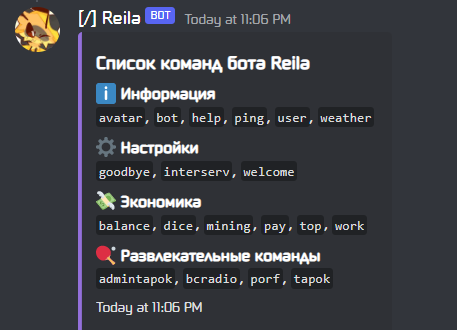 [/] Reila BOT Today at 11:06 PM
Список команд бота Reila
Информация
avatar, bot, help, ping, user, weather
Настройки
goodbye, interserv, welcome
Экономика
balance, dice, mining, pay, top, work
Развлекательные команды
admintapok, bcradio, porf, tapok
Today at 11:06 PM